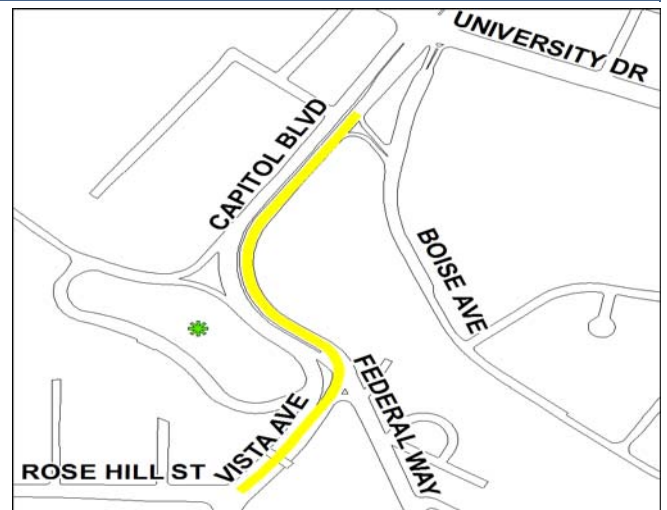 UNIVERSITY DR
CAPITOL BLVD
BOISE AVE
FEDERAL WAY
VISTA AVE
ROSE HILL ST